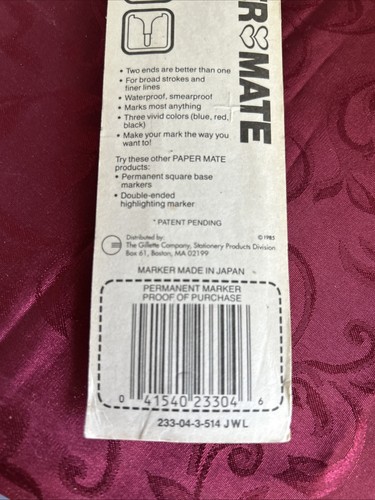 R MATE
• Two ends are better than one
• For broad strokes and
finer lines
• Waterproof, smearproof
• Marks most anything
• Three vivid colors (blue, red,
black)
• Make your mark the way you
want to!
Try these other PAPER MATE
products:
• Permanent square base
markers
• Double-ended
highlighting marker
* PATENT PENDING
Distributed by: © 1985
The Gillette Company, Stationery Products Division
Box 61, Boston, MA 02199
MARKER MADE IN JAPAN
PERMANENT MARKER
PROOF OF PURCHASE
0 41540 23304 6
233-04-3-514 JWL